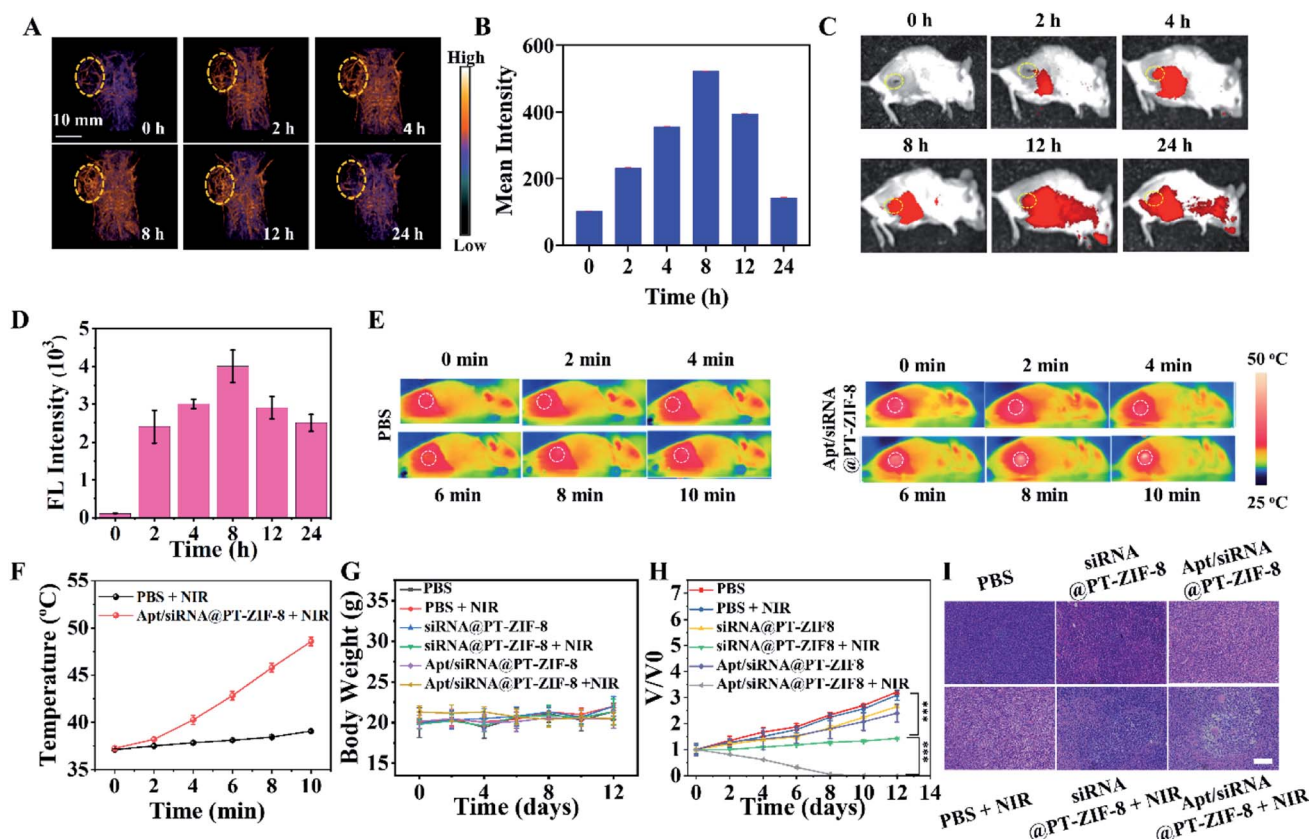 A
10 mm
0 h
2 h
4 h
8 h
12 h
24 h
High
Low
B
Mean Intensity
600
400
200
0
0 2 4 8 12 24
Time (h)
C
0 h 2 h 4 h
8 h 12 h 24 h
D
FL Intensity (10³)
5
4
3
2
1
0
0 2 4 8 12 24
Time (h)
E
PBS
0 min 2 min 4 min
6 min 8 min 10 min
Apt/siRNA
@PT-ZIF-8
0 min 2 min 4 min
6 min 8 min 10 min
50 °C
25 °C
F
Temperature (°C)
55
50
45
40
35
PBS + NIR
Apt/siRNA@PT-ZIF-8 + NIR
0 2 4 6 8 10
Time (min)
G
Body Weight (g)
35
30
25
20
15
10
PBS
PBS + NIR
siRNA@PT-ZIF-8
siRNA@PT-ZIF-8 + NIR
Apt/siRNA@PT-ZIF-8
Apt/siRNA@PT-ZIF-8 +NIR
0 4 8 12
Time (days)
H
V/V0
7
6
5
4
3
2
1
0
PBS
PBS + NIR
siRNA@PT-ZIF8
siRNA@PT-ZIF8 + NIR
Apt/siRNA@PT-ZIF8
Apt/siRNA@PT-ZIF8 + NIR
***
***
0 2 4 6 8 10 12 14
Time (days)
I
PBS
siRNA
@PT-ZIF-8
Apt/siRNA
@PT-ZIF-8
PBS + NIR
siRNA
@PT-ZIF-8 + NIR
Apt/siRNA
@PT-ZIF-8 + NIR